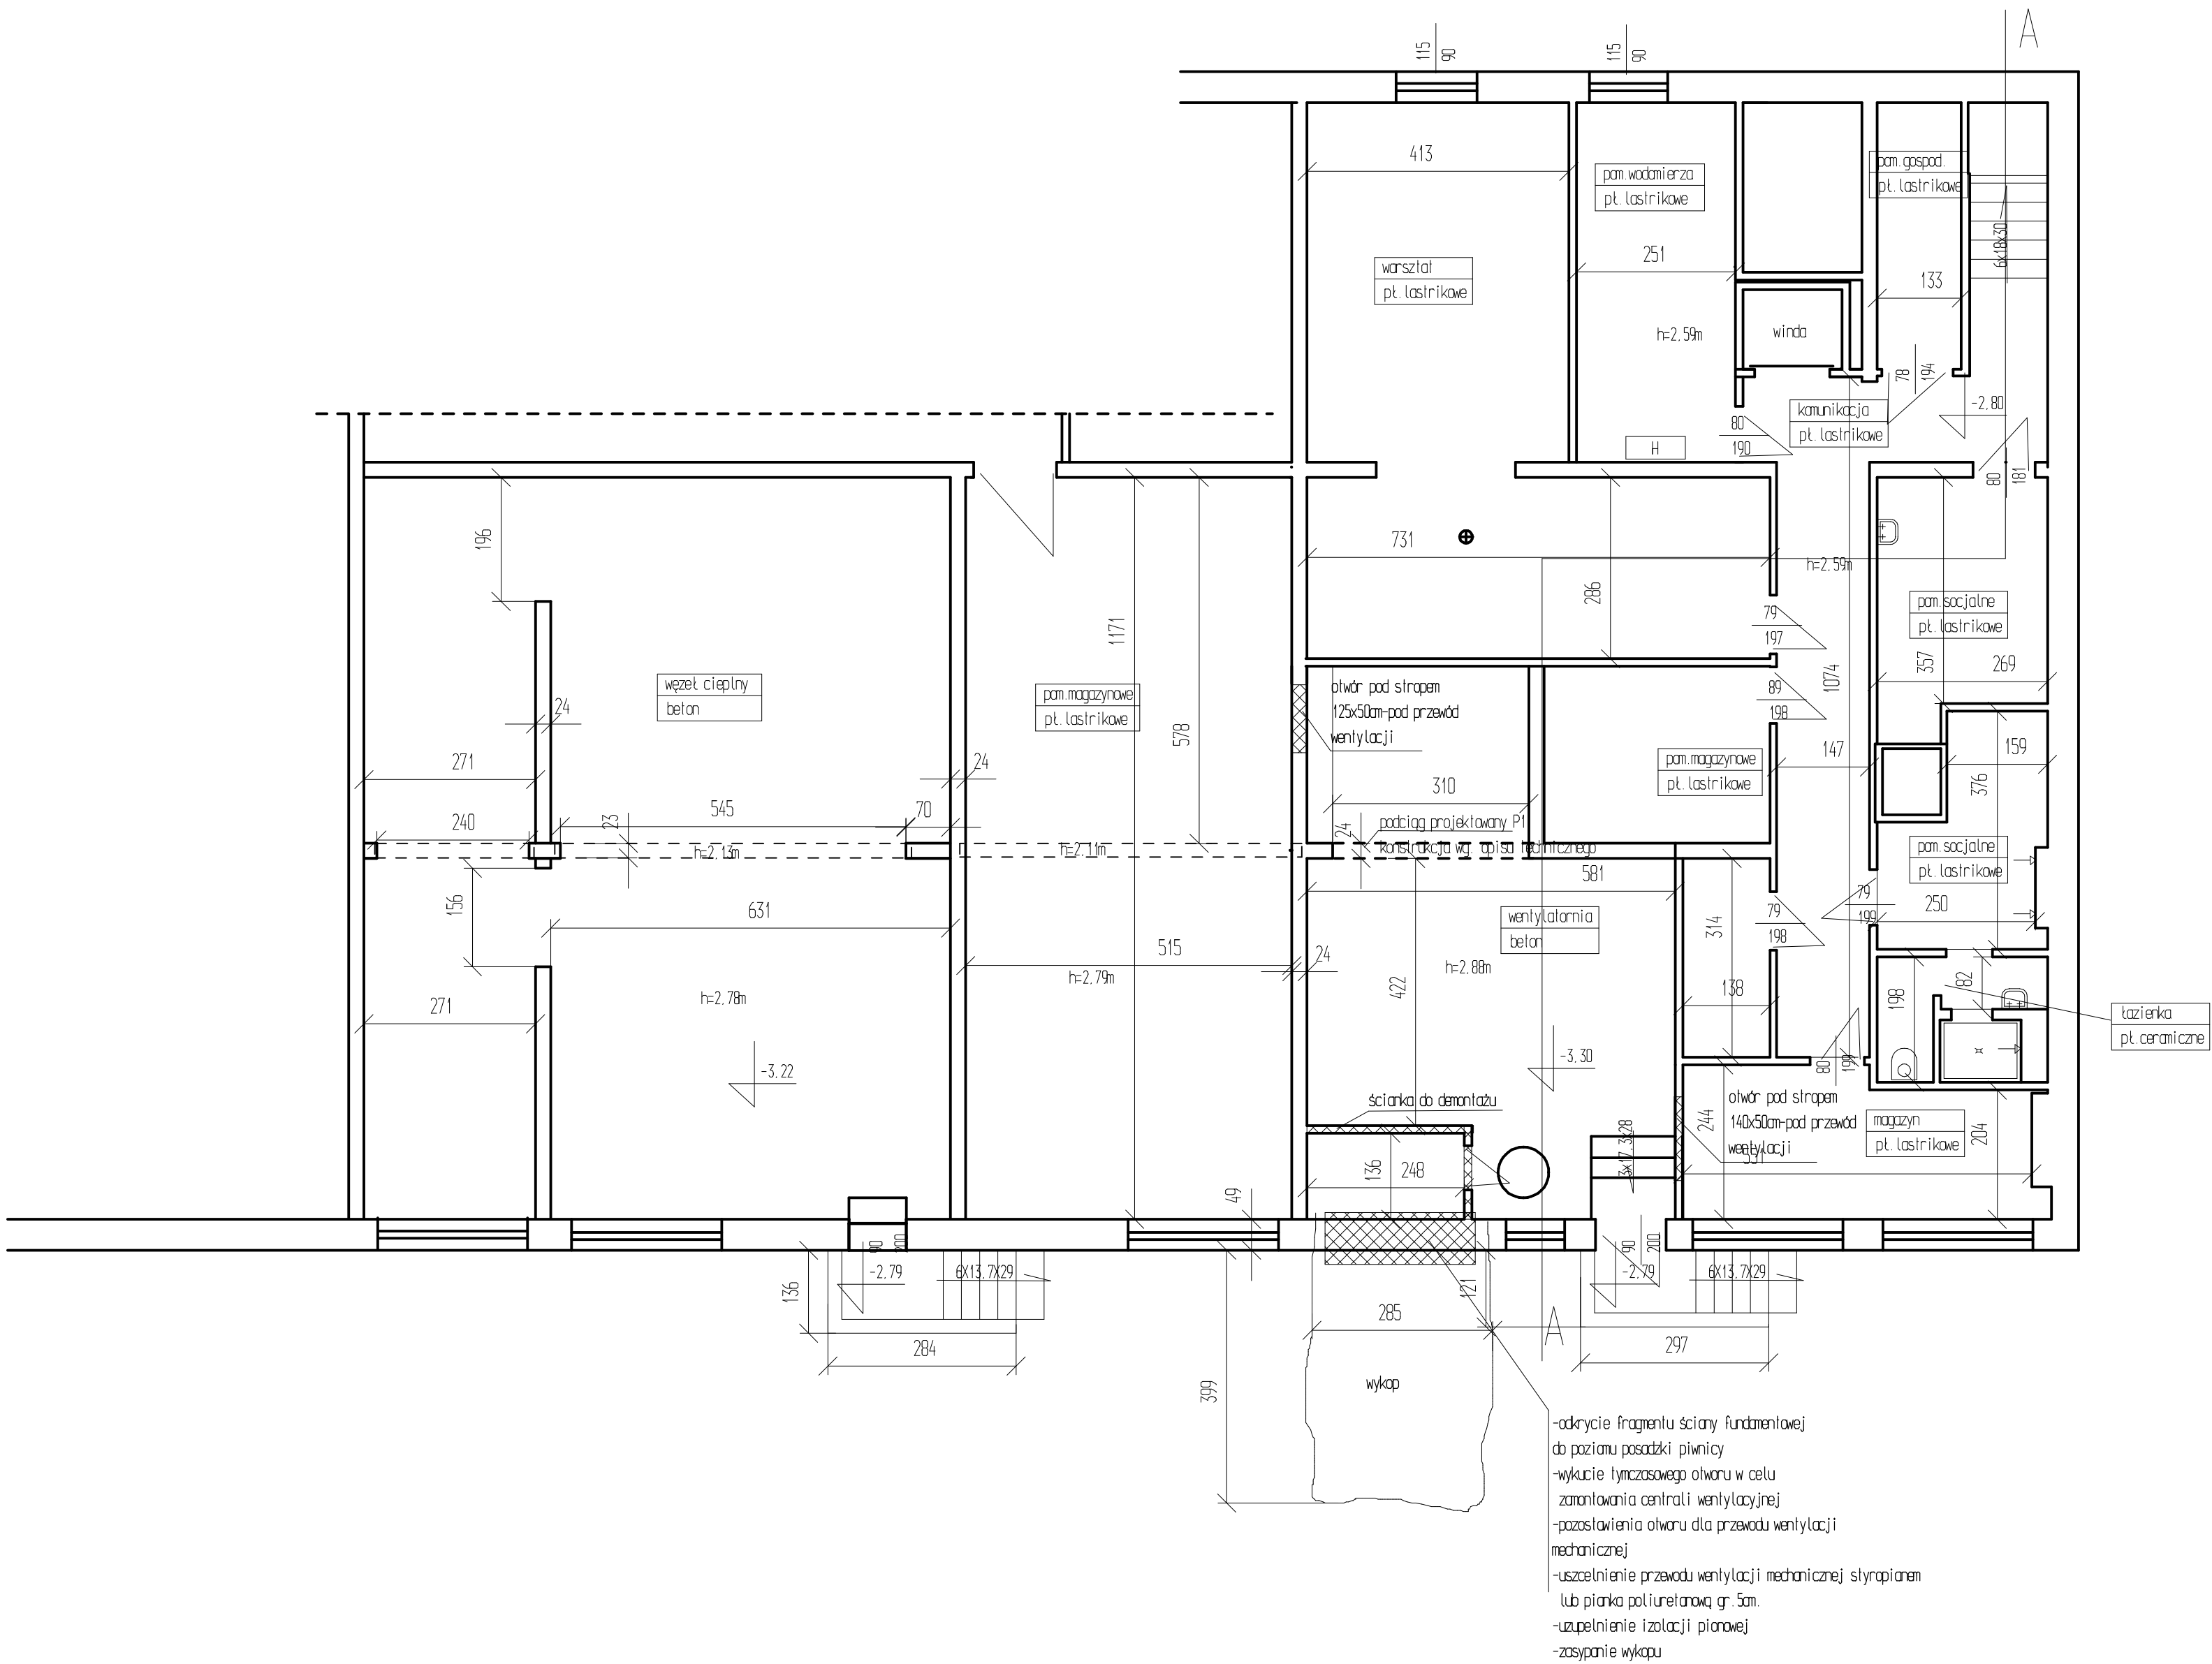 A
115
90
115
90
413
pom.wodomierza
pł.lastrikowe
pom.gospod.
pł.lastrikowe
6x18x30
warsztat
pł.lastrikowe
251
133
h=2,59m
winda
78
194
-2,80
komunikacja
pł.lastrikowe
80
190
H
80
181
196
731
h=2,59m
286
1171
pom.socjalne
pł.lastrikowe
79
197
357
269
1074
węzeł cieplny
beton
pom.magazynowe
pł.lastrikowe
otwór pod stropem
125x50cm-pod przewód
wentylacji
89
198
24
578
271
24
pom.magazynowe
pł.lastrikowe
147
159
376
310
545
70
240
23
24
podciąg projektowany P1
konstrukcja wg. opisu technicznego
h=2,13m
h=2,11m
pom.socjalne
pł.lastrikowe
581
156
631
79
199
250
wentylatornia
beton
79
198
314
515
24
h=2,79m
h=2,88m
422
138
198
82
271
h=2,78m
łazienka
pł.ceramiczne
-3,22
-3,30
80
199
ścianka do demontażu
otwór pod stropem
140x50cm-pod przewód
wentylacji
244
magazyn
pł.lastrikowe
204
136
248
3x17,3x28
49
90
200
-2,79
6X13,7X29
136
284
121
285
90
200
-2,79
6X13,7X29
A
297
399
wykop
-odkrycie fragmentu ściany fundamentowej
do poziomu posadzki piwnicy
-wykucie tymczasowego otworu w celu
zamontowania centrali wentylacyjnej
-pozostawienia otworu dla przewodu wentylacji
mechanicznej
-uszcelnienie przewodu wentylacji mechanicznej styropianem
lub pianka poliuretanową gr.5cm.
-uzupelnienie izolacji pionowej
-zasypanie wykopu